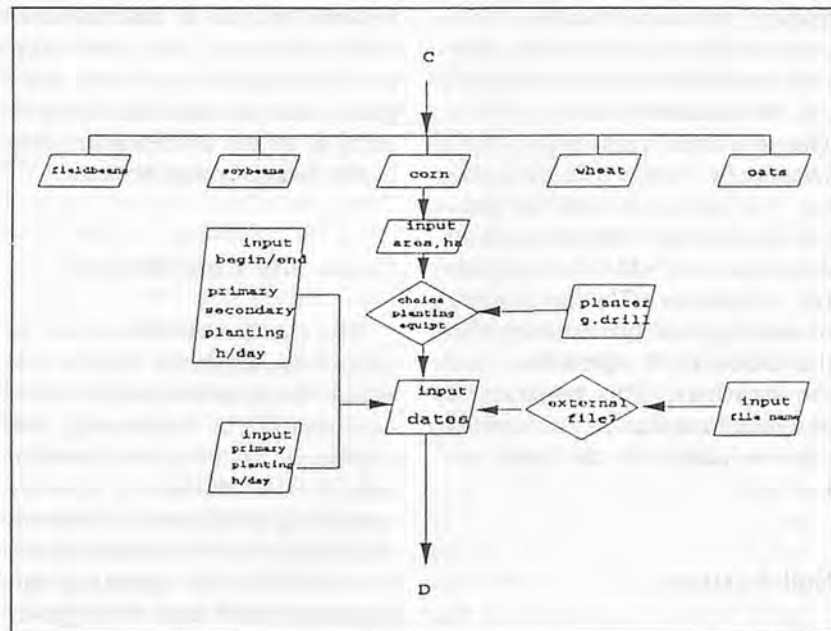 C
fieldbeans soybeans corn wheat oats
input
area,ha
input
begin/end
primary
secondary
planting
h/day
choice
planting
equipt
planter
g.drill
input
dates
external
file?
input
file name
input
primary
planting
h/day
D